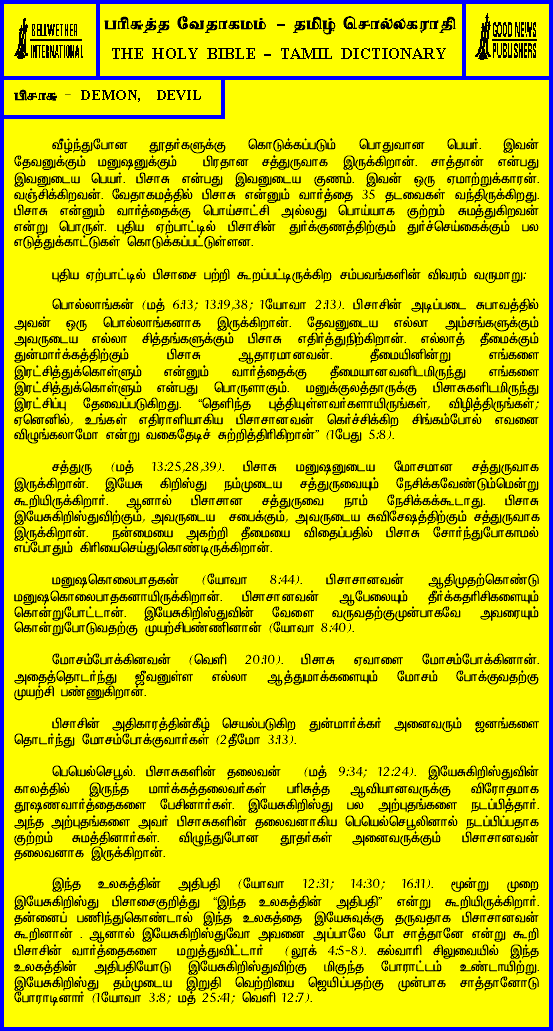 BELLWETHER
INTERNATIONAL
பரிசுத்த வேதாகமம் – தமிழ் சொல்லகராதி
THE HOLY BIBLE – TAMIL DICTIONARY
GOOD NEWS
PUBLISHERS
பிசாசு – DEMON, DEVIL
வீழ்ந்துபோன தூதர்களுக்கு கொடுக்கப்படும் பொதுவான பெயர். இவன்
தேவனுக்கும் மனுஷனுக்கும் பிரதான சத்துருவாக இருக்கிறான். சாத்தான் என்பது
இவனுடைய பெயர். பிசாசு என்பது இவனுடைய குணம். இவன் ஒரு ஏமாற்றுக்காரன்.
வஞ்சிக்கிறவன். வேதாகமத்தில் பிசாசு என்னும் வார்த்தை 35 தடவைகள் வந்திருக்கிறது.
பிசாசு என்னும் வார்த்தைக்கு பொய்சாட்சி அல்லது பொய்யாக குற்றம் சுமத்துகிறவன்
என்று பொருள். புதிய ஏற்பாட்டில் பிசாசின் துர்க்குணத்திற்கும் துர்ச்செய்கைக்கும் பல
எடுத்துக்காட்டுகள் கொடுக்கப்பட்டுள்ளன.
புதிய ஏற்பாட்டில் பிசாசை பற்றி கூறப்பட்டிருக்கிற சம்பவங்களின் விவரம் வருமாறு:
பொல்லாங்கன் (மத் 6:13; 13:19,38; 1யோவா 2:13). பிசாசின் அடிப்படை சுபாவத்தில்
அவன் ஒரு பொல்லாங்கனாக இருக்கிறான். தேவனுடைய எல்லா அம்சங்களுக்கும்
அவருடைய எல்லா சித்தங்களுக்கும் பிசாசு எதிர்த்துநிற்கிறான். எல்லாத் தீமைக்கும்
துன்மார்க்கத்திற்கும் பிசாசு ஆதாரமானவன். தீமையினின்று எங்களை
இரட்சித்துக்கொள்ளும் என்னும் வார்த்தைக்கு தீமையானவனிடமிருந்து எங்களை
இரட்சித்துக்கொள்ளும் என்பது பொருளாகும். மனுக்குலத்தாருக்கு பிசாசுகளிடமிருந்து
இரட்சிப்பு தேவைப்படுகிறது. "தெளிந்த புத்தியுள்ளவர்களாயிருங்கள், விழித்திருங்கள்;
ஏனெனில், உங்கள் எதிராளியாகிய பிசாசானவன் கெர்ச்சிக்கிற சிங்கம்போல் எவனை
விழுங்கலாமோ என்று வகைதேடிச் சுற்றித்திரிகிறான்" (1பேது 5:8).
சத்துரு (மத் 13:25,28,39). பிசாசு மனுஷனுடைய மோசமான சத்துருவாக
இருக்கிறான். இயேசு கிறிஸ்து நம்முடைய சத்துருவையும் நேசிக்கவேண்டும்மென்று
கூறியிருக்கிறார். ஆனால் பிசாசான சத்துருவை நாம் நேசிக்கக்கூடாது. பிசாசு
இயேசுகிறிஸ்துவிற்கும், அவருடைய சபைக்கும், அவருடைய சுவிசேஷத்திற்கும் சத்துருவாக
இருக்கிறான். நன்மையை அகற்றி தீமையை விதைப்பதில் பிசாசு சோர்ந்துபோகாமல்
எப்போதும் கிரியைசெய்துகொண்டிருக்கிறான்.
மனுஷகொலைபாதகன் (யோவா 8:44). பிசாசானவன் ஆதிமுதற்கொண்டு
மனுஷகொலைபாதகனாயிருக்கிறான். பிசாசானவன் ஆபேலையும் தீர்க்கதரிசிகளையும்
கொன்றுபோட்டான். இயேசுகிறிஸ்துவின் வேளை வருவதற்குமுன்பாகவே அவரையும்
கொன்றுபோடுவதற்கு முயற்சிபண்ணினான் (யோவா 8:40).
மோசம்போக்கினவன் (வெளி 20:10). பிசாசு ஏவாளை மோசம்போக்கினான்.
அதைத்தொடர்ந்து ஜீவனுள்ள எல்லா ஆத்துமாக்களையும் மோசம் போக்குவதற்கு
முயற்சி பண்ணுகிறான்.
பிசாசின் அதிகாரத்தின்கீழ் செயல்படுகிற துன்மார்க்கர் அனைவரும் ஜனங்களை
தொடர்ந்து மோசம்போக்குவார்கள் (2தீமோ 3:13).
பெயெல்செபூல். பிசாசுகளின் தலைவன் (மத் 9:34; 12:24). இயேசுகிறிஸ்துவின்
காலத்தில் இருந்த மார்க்கத்தலைவர்கள் பரிசுத்த ஆவியானவருக்கு விரோதமாக
தூஷணவார்த்தைகளை பேசினார்கள். இயேசுகிறிஸ்து பல அற்புதங்களை நடப்பித்தார்.
அந்த அற்புதங்களை அவர் பிசாசுகளின் தலைவனாகிய பெயெல்செபூலினால் நடப்பிப்பதாக
குற்றம் சுமத்தினார்கள். விழுந்துபோன தூதர்கள் அனைவருக்கும் பிசாசானவன்
தலைவனாக இருக்கிறான்.
இந்த உலகத்தின் அதிபதி (யோவா 12:31; 14:30; 16:11). மூன்று முறை
இயேசுகிறிஸ்து பிசாசைகுறித்து "இந்த உலகத்தின் அதிபதி" என்று கூறியிருக்கிறார்.
தன்னைப் பணிந்துகொண்டால் இந்த உலகத்தை இயேசுவுக்கு தருவதாக பிசாசானவன்
கூறினான் . ஆனால் இயேசுகிறிஸ்துவோ அவனை அப்பாலே போ சாத்தானே என்று கூறி
பிசாசின் வார்த்தைகளை மறுத்துவிட்டார் (லூக் 4:5-8). கல்வாரி சிலுவையில் இந்த
உலகத்தின் அதிபதியோடு இயேசுகிறிஸ்துவிற்கு மிகுந்த போராட்டம் உண்டாயிற்று.
இயேசுகிறிஸ்து தம்முடைய இறுதி வெற்றியை ஜெயிப்பதற்கு முன்பாக சாத்தானோடு
போராடினார் (1யோவா 3:8; மத் 25:41; வெளி 12:7).